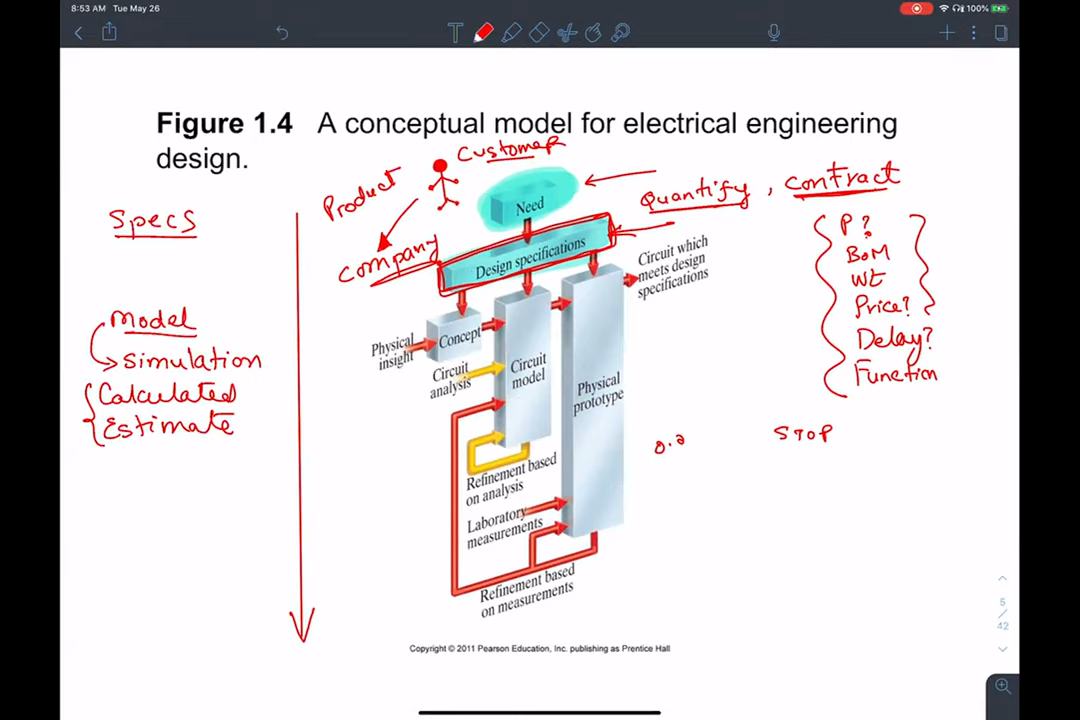 8:53 AM Tue May 26
100%
T
Figure 1.4 A conceptual model for electrical engineering
design.
Customer
Product
Company
Need
Quantify, Contract
Design specifications
Specs
Model
Simulation
Calculated
Estimate
P?
BoM
Wt
Price?
Delay?
Function
Circuit which
meets design
specifications
Physical
insight
Concept
Circuit
analysis
Circuit
model
Physical
prototype
0.2
STOP
Refinement based
on analysis
Laboratory
measurements
Refinement based
on measurements
5
/
42
Copyright © 2011 Pearson Education, Inc. publishing as Prentice Hall